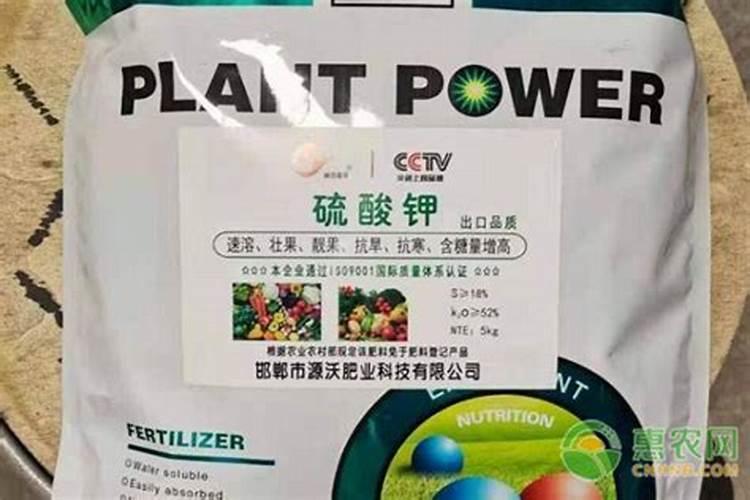 PLANT POWER
CCTV
硫酸钾 出口品质
速溶、壮果、靓果、抗旱、抗寒、含糖量增高
☆☆☆本企业通过ISO9001国际质量体系认证☆☆☆
S≥18%
k₂O≥52%
NTE: 5kg
根据农业农村部规定该肥料免于肥料登记产品
邯郸市源沃肥业科技有限公司
NUTRITION
FERTILIZER
Water soluble
Easily absorbed
惠农网
CNHNB.COM